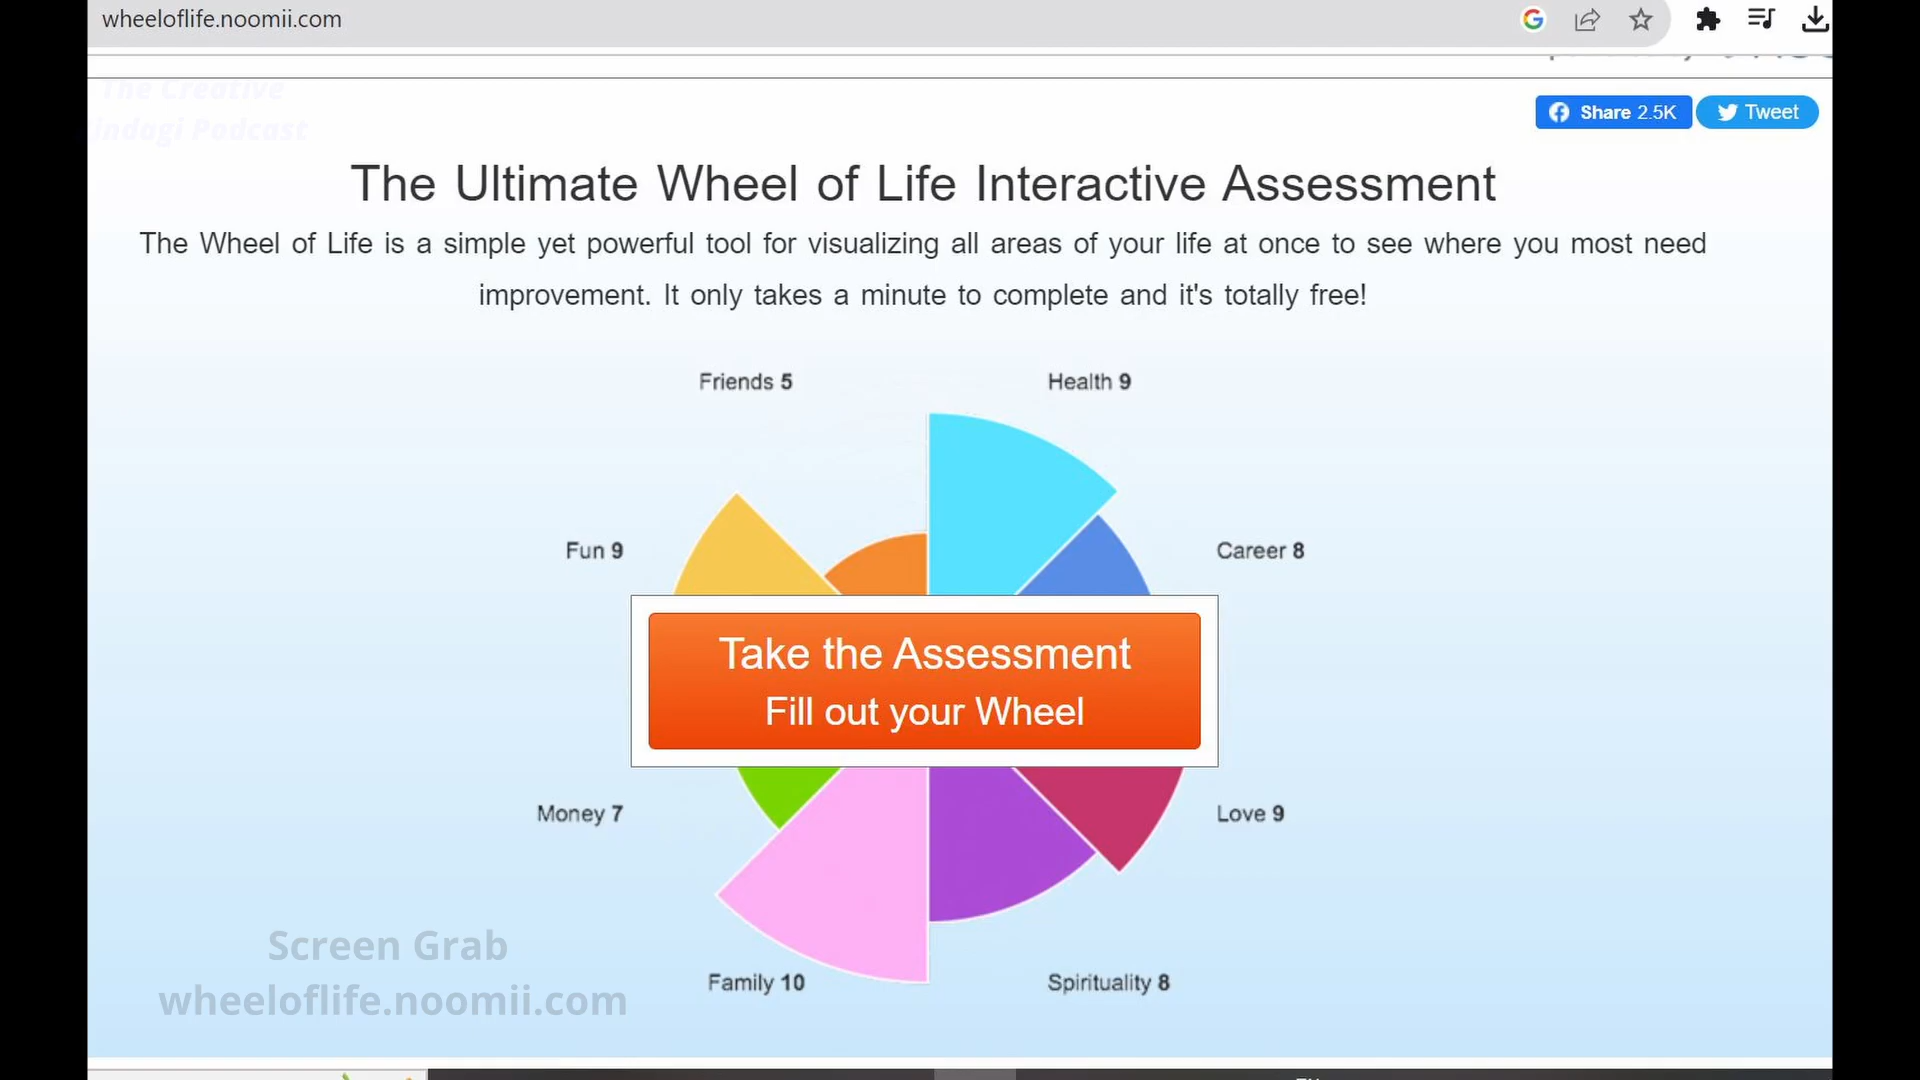 wheeloflife.noomii.com
The Creative
indagi Podcast
Share 2.5K
Tweet
The Ultimate Wheel of Life Interactive Assessment
The Wheel of Life is a simple yet powerful tool for visualizing all areas of your life at once to see where you most need
improvement. It only takes a minute to complete and it's totally free!
Friends 5
Health 9
Fun 9
Career 8
Take the Assessment
Fill out your Wheel
Money 7
Love 9
Family 10
Spirituality 8
Screen Grab
wheeloflife.noomii.com